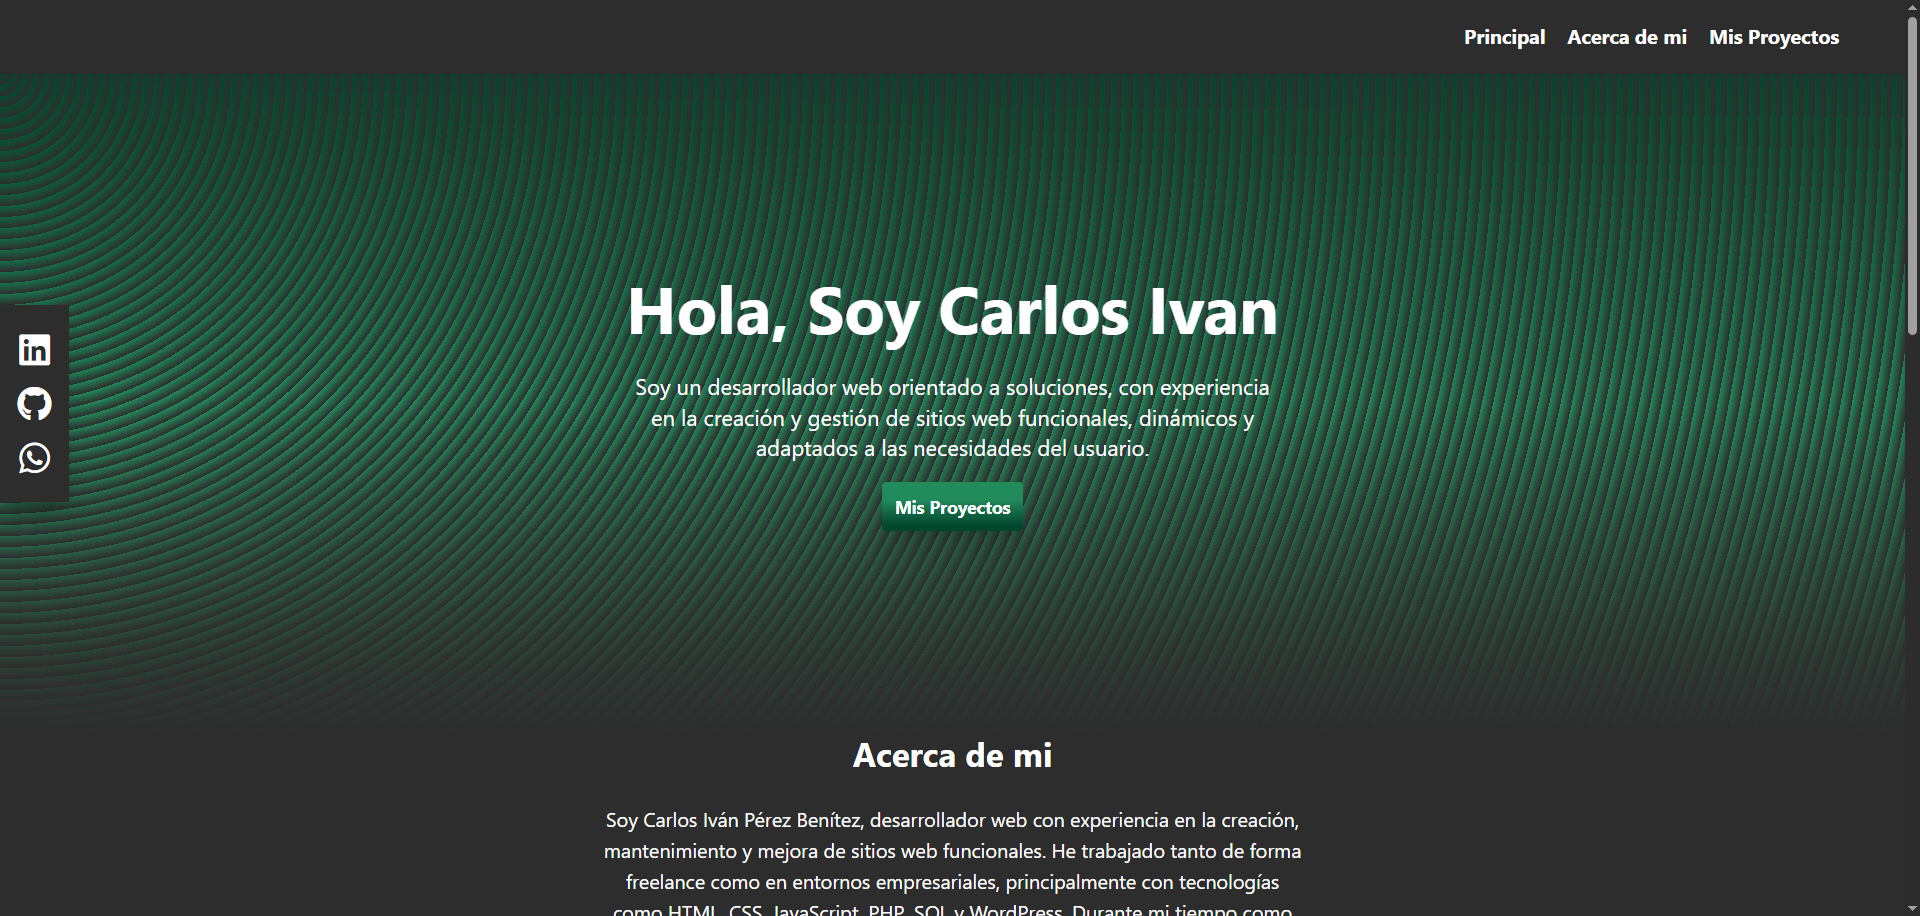 Principal Acerca de mi Mis Proyectos
Hola, Soy Carlos Ivan
Soy un desarrollador web orientado a soluciones, con experiencia
en la creación y gestión de sitios web funcionales, dinámicos y
adaptados a las necesidades del usuario.
in
Mis Proyectos
Acerca de mi
Soy Carlos Iván Pérez Benítez, desarrollador web con experiencia en la creación,
mantenimiento y mejora de sitios web funcionales. He trabajado tanto de forma
freelance como en entornos empresariales, principalmente con tecnologías
como HTML, CSS, JavaScript, PHP, SQL y WordPress. Durante mi tiempo como